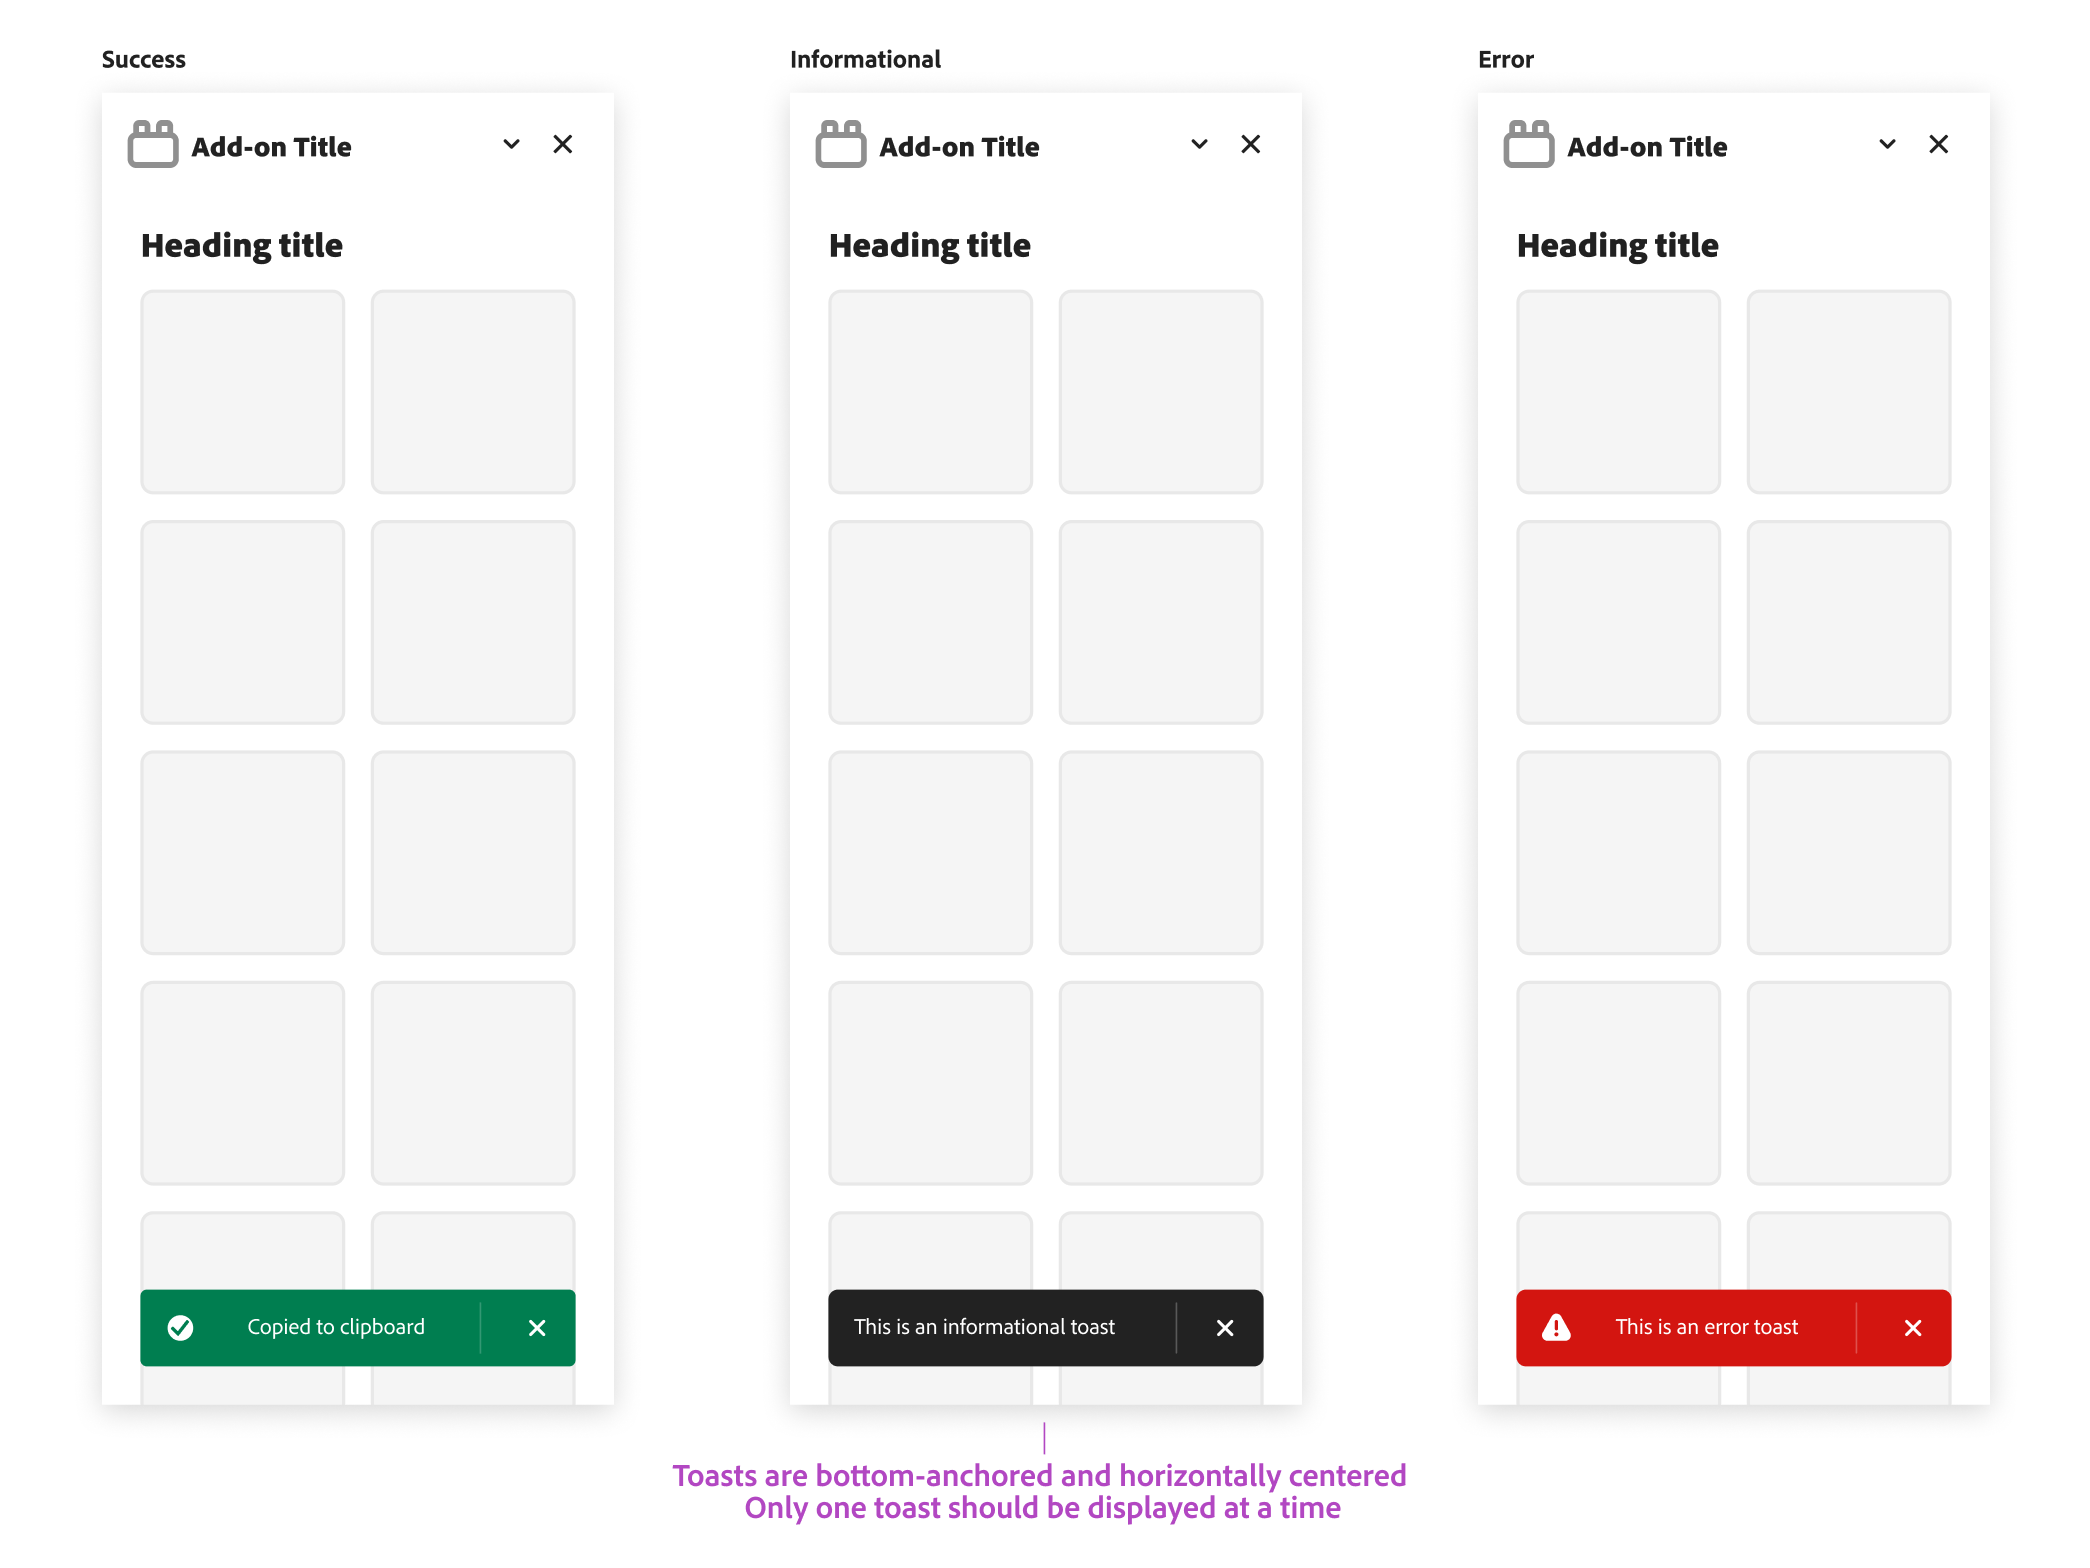 Success
Add-on Title
Heading title
Copied to clipboard
Informational
Add-on Title
Heading title
This is an informational toast
Error
Add-on Title
Heading title
This is an error toast
Toasts are bottom-anchored and horizontally centered
Only one toast should be displayed at a time